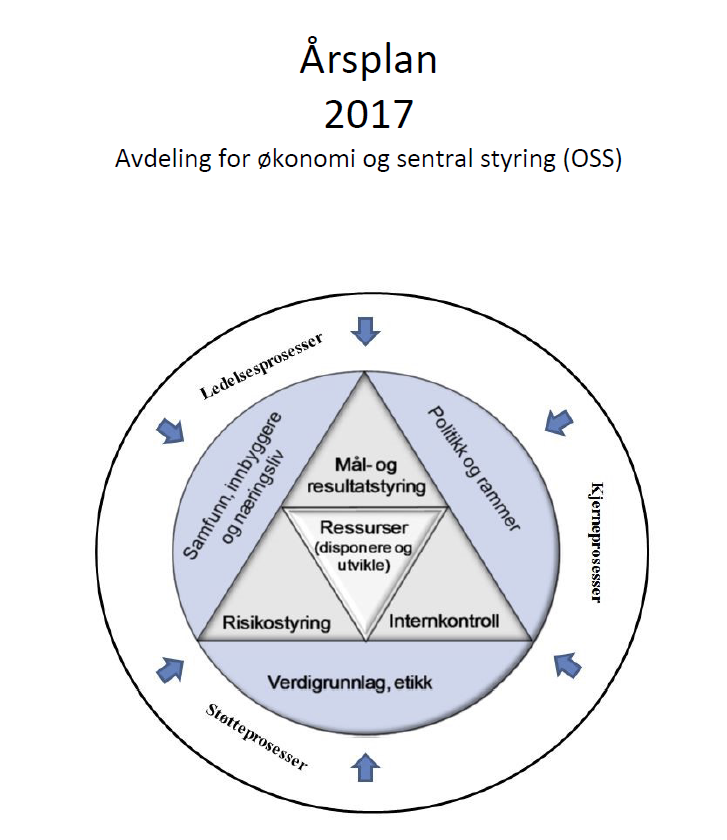 Årsplan
2017
Avdeling for økonomi og sentral styring (OSS)
Ledelsesprosesser
Samfunn, innbyggere
og næringsliv
Politikk og rammer
Mål- og
resultatstyring
Kjerneprosesser
Ressurser
(disponere og
utvikle)
Risikostyring
Internkontroll
Verdigrunnlag, etikk
Støtteprosesser